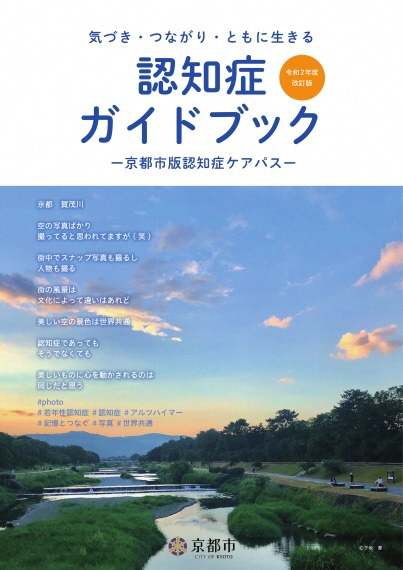 気づき・つながり・ともに生きる
認知症
令和２年度
改訂版
ガイドブック
ー京都市版認知症ケアパスー
京都　賀茂川
空の写真ばかり
撮ってると思われてますが（笑）
街中でスナップ写真も撮るし
人物も撮る
街の風景は
文化によって違いはあれど
美しい空の景色は世界共通
認知症であっても
そうでなくても
美しいものに心を動かされるのは
同じだと思う
#photo
# 若年性認知症 # 認知症 # アルツハイマー
# 記憶とつなぐ # 写真 # 世界共通
京都市
CITY OF KYOTO